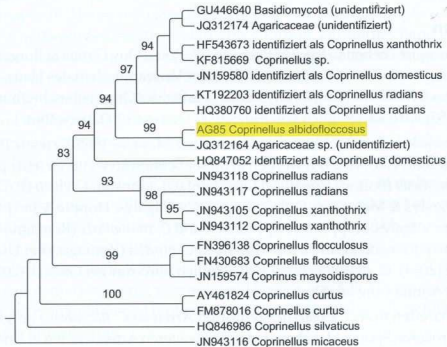 GU446640 Basidiomycota (unidentifiziert)
JQ312174 Agaricaceae (unidentifiziert)
94
HF543673 identifiziert als Coprinellus xanthotrix
KF815669 Coprinellus sp.
97
JN159580 identifiziert als Coprinellus domesticus
KT192203 identifiziert als Coprinellus radians
94
HQ380760 identifiziert als Coprinellus radians
AG85 Coprinellus albidofloccosus
94
99
JQ312164 Agaricaceae sp. (unidentifiziert)
HQ847052 identifiziert als Coprinellus domesticus
83
JN943118 Coprinellus radians
93
JN943117 Coprinellus radians
98
95
JN943105 Coprinellus xanthotrix
JN943112 Coprinellus xanthotrix
FN396138 Coprinellus flocculosus
99
FN430683 Coprinellus flocculosus
JN159574 Coprinus maysoidisporus
AY461824 Coprinellus curtus
100
FM878016 Coprinellus curtus
HQ846986 Coprinellus silvaticus
JN943116 Coprinellus micaceus